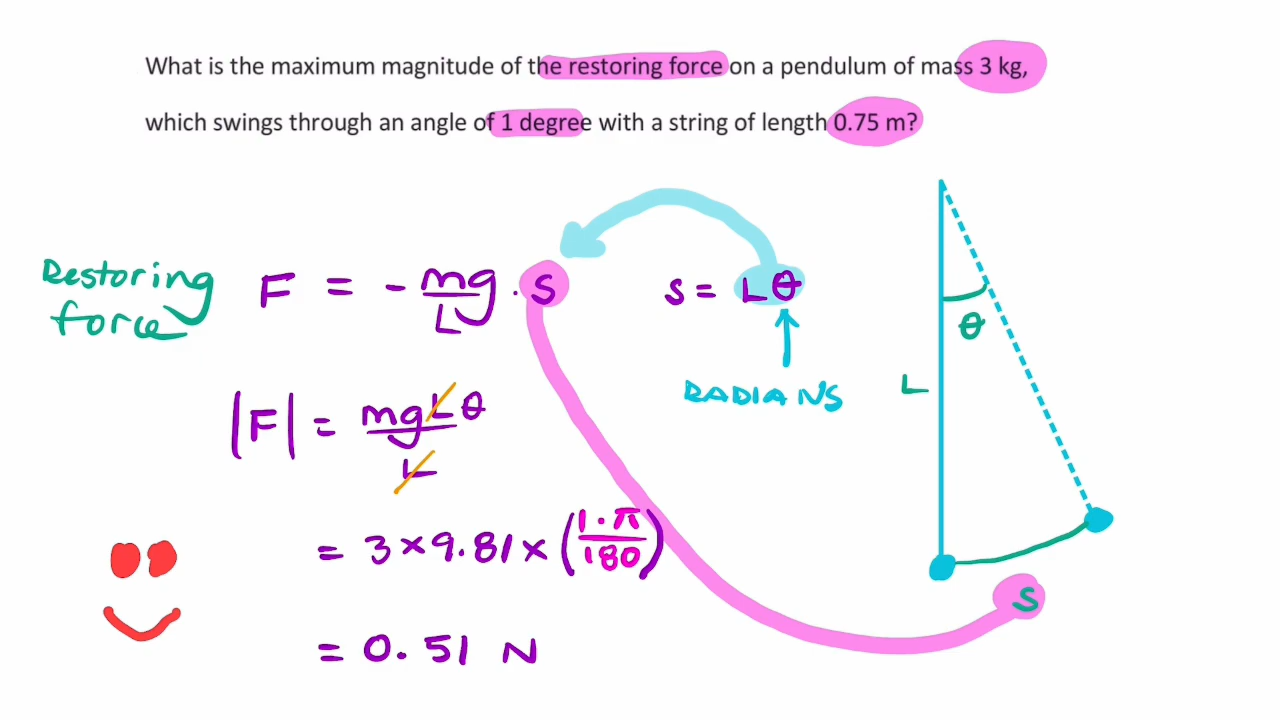 What is the maximum magnitude of the restoring force on a pendulum of mass 3 kg,
which swings through an angle of 1 degree with a string of length 0.75 m?
Restoring
force
F = - mg/L · S
S = Lθ
RADIANS
|F| = mgLθ/L
= 3 × 9.81 × (1·π/180)
= 0.51 N
L
θ
S